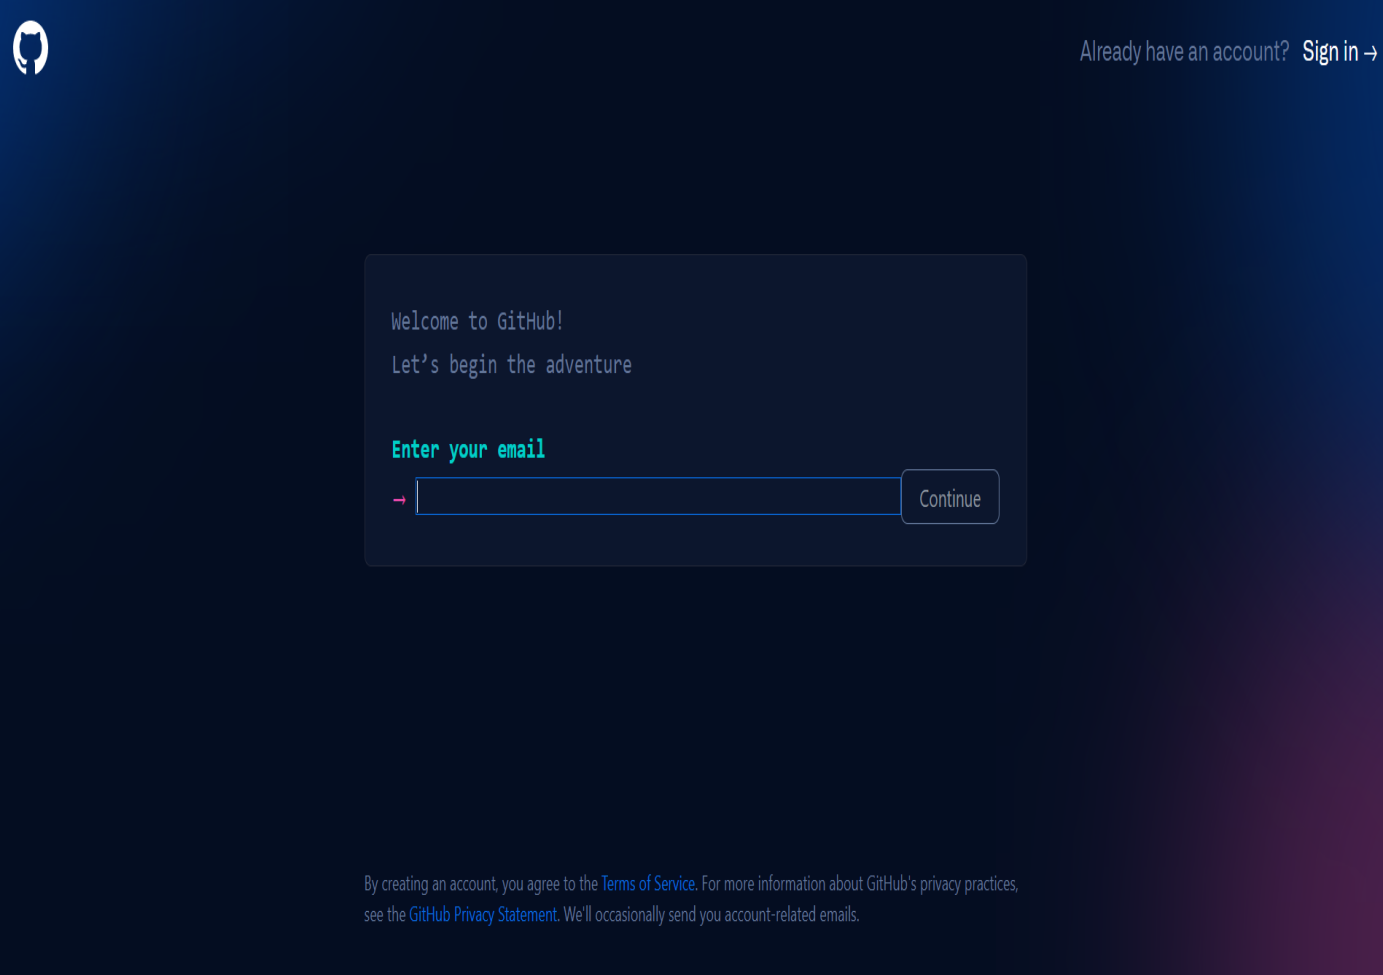 Already have an account? Sign in →
Welcome to GitHub!
Let’s begin the adventure
Enter your email
→ Continue
By creating an account, you agree to the Terms of Service. For more information about GitHub's privacy practices,
see the GitHub Privacy Statement. We'll occasionally send you account-related emails.